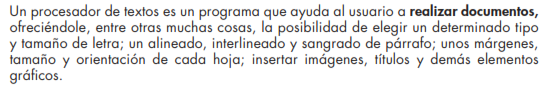 Un procesador de textos es un programa que ayuda al usuario a realizar documentos,
ofreciéndole, entre otras muchas cosas, la posibilidad de elegir un determinado tipo
y tamaño de letra; un alineado, interlineado y sangrado de párrafo; unos márgenes,
tamaño y orientación de cada hoja; insertar imágenes, títulos y demás elementos
gráficos.